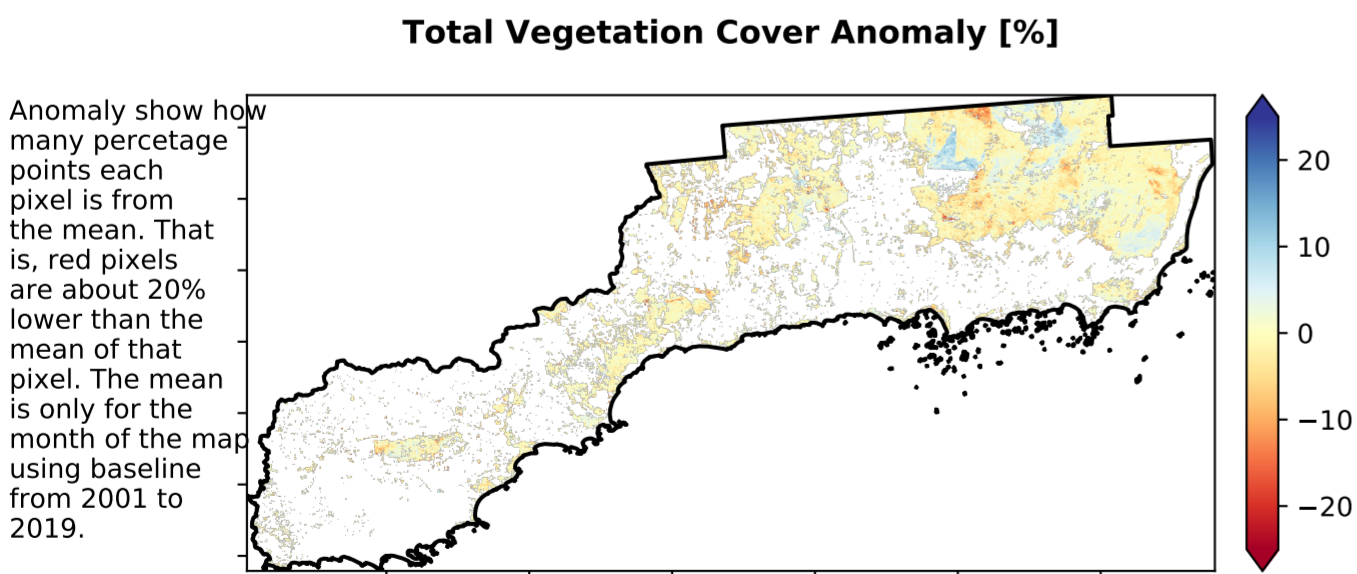 Total Vegetation Cover Anomaly [%]
Anomaly show how
many percetage
points each
pixel is from
the mean. That
is, red pixels
are about 20%
lower than the
mean of that
pixel. The mean
is only for the
month of the map
using baseline
from 2001 to
2019.
20
10
0
−10
−20